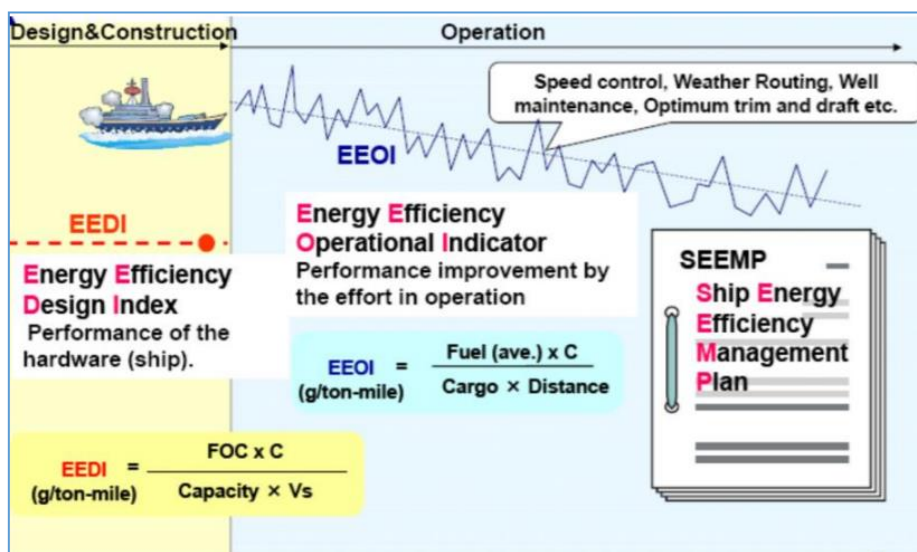 Design&Construction
Operation
Speed control, Weather Routing, Well
maintenance, Optimum trim and draft etc.
EEOI
EEDI
Energy Efficiency
Design Index
Performance of the
hardware (ship).
Energy Efficiency
Operational Indicator
Performance improvement by
the effort in operation
EEOI = Fuel (ave.) x C
(g/ton-mile) Cargo × Distance
EEDI = FOC x C
(g/ton-mile) Capacity × Vs
SEEMP
Ship Energy
Efficiency
Management
Plan